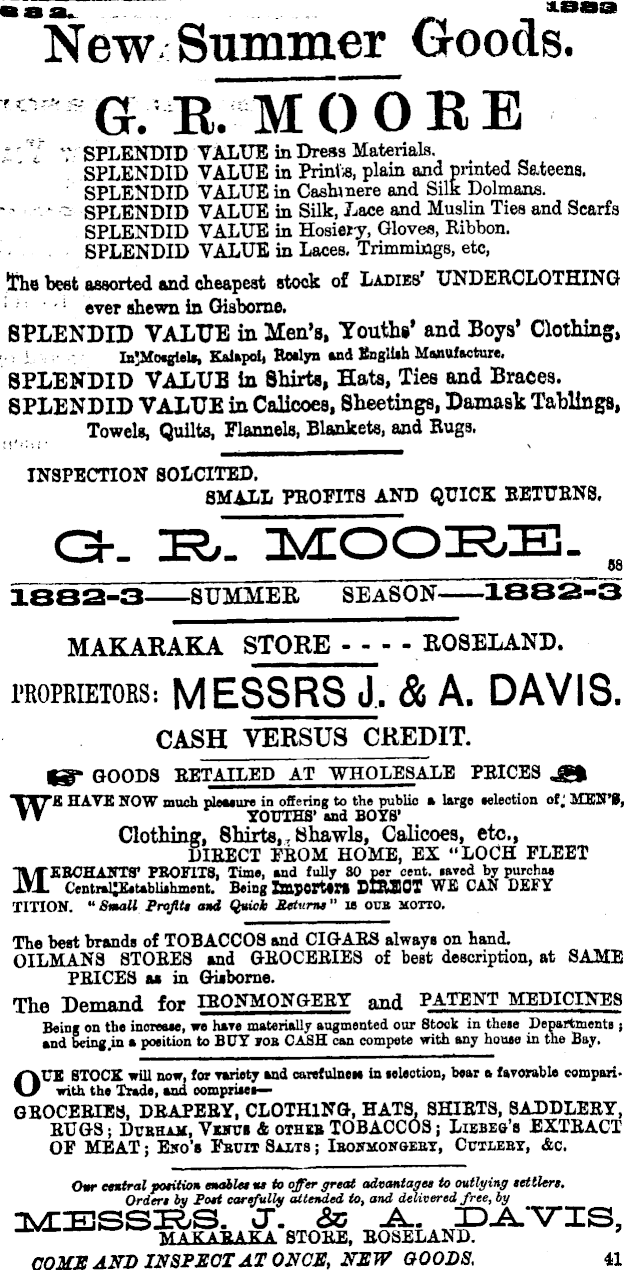 882. 1883
New Summer Goods.
G. R. MOORE
SPLENDID VALUE in Dress Materials.
SPLENDID VALUE in Prints, plain and printed Sateens.
SPLENDID VALUE in Cashmere and Silk Dolmans.
SPLENDID VALUE in Silk, Lace and Muslin Ties and Scarfs
SPLENDID VALUE in Hosiery, Gloves, Ribbon.
SPLENDID VALUE in Laces. Trimmings, etc,
The best assorted and cheapest stock of LADIES' UNDERCLOTHING
ever shewn in Gisborne.
SPLENDID VALUE in Men's, Youths' and Boys' Clothing,
In Mosgiels, Kaiapoi, Roslyn and English Manufacture.
SPLENDID VALUE in Shirts, Hats, Ties and Braces.
SPLENDID VALUE in Calicoes, Sheetings, Damask Tablings,
Towels, Quilts, Flannels, Blankets, and Rugs.
INSPECTION SOLCITED.
SMALL PROFITS AND QUICK RETURNS.
G. R. MOORE.
58
1882-3—SUMMER SEASON—1882-3
MAKARAKA STORE - - - - ROSELAND.
PROPRIETORS: MESSRS J. & A. DAVIS.
CASH VERSUS CREDIT.
GOODS RETAILED AT WHOLESALE PRICES
WE HAVE NOW much pleasure in offering to the public a large selection of MEN'S,
YOUTHS' and BOYS'
Clothing, Shirts, Shawls, Calicoes, etc.,
DIRECT FROM HOME, EX "LOCH FLEET
MERCHANTS' PROFITS, Time, and fully 30 per cent. saved by purchas
Central Establishment. Being Importers DIRECT WE CAN DEFY
TITION. "Small Profits and Quick Returns" IS OUR MOTTO.
The best brands of TOBACCOS and CIGARS always on hand.
OILMANS STORES and GROCERIES of best description, at SAME
PRICES as in Gisborne.
The Demand for IRONMONGERY and PATENT MEDICINES
Being on the increase, we have materially augmented our Stock in these Departments ;
and being in a position to BUY FOR CASH can compete with any house in the Bay.
OUR STOCK will now, for variety and carefulness in selection, bear a favorable compari-
with the Trade, and comprises—
GROCERIES, DRAPERY, CLOTH1NG, HATS, SHIRTS, SADDLERY,
RUGS ; DURHAM, VENUS & OTHER TOBACCOS ; LIEBEG'S EXTRACT
OF MEAT ; ENO'S FRUIT SALTS ; IRONMONGERY, CUTLERY, &C.
Our central position enables us to offer great advantages to outlying settlers.
Orders by Post carefully attended to, and delivered free, by
MESSRS. J. & A. DAVIS,
MAKARAKA STORE, ROSELAND.
COME AND INSPECT AT ONCE, NEW GOODS.
41